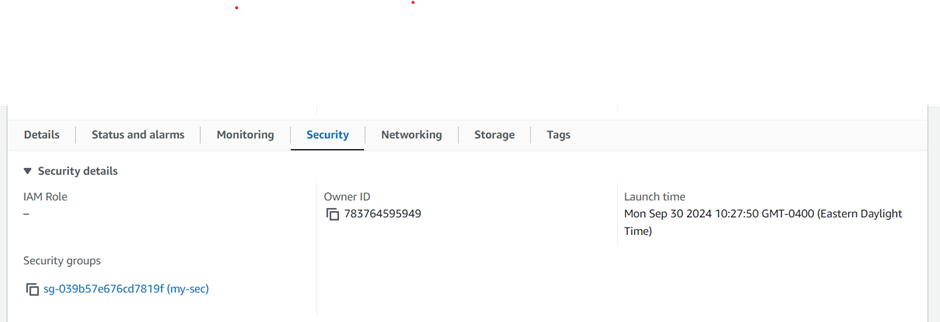 Details Status and alarms Monitoring Security Networking Storage Tags
Security details
IAM Role
–
Owner ID
783764595949
Launch time
Mon Sep 30 2024 10:27:50 GMT-0400 (Eastern Daylight
Time)
Security groups
sg-039b57e676cd7819f (my-sec)